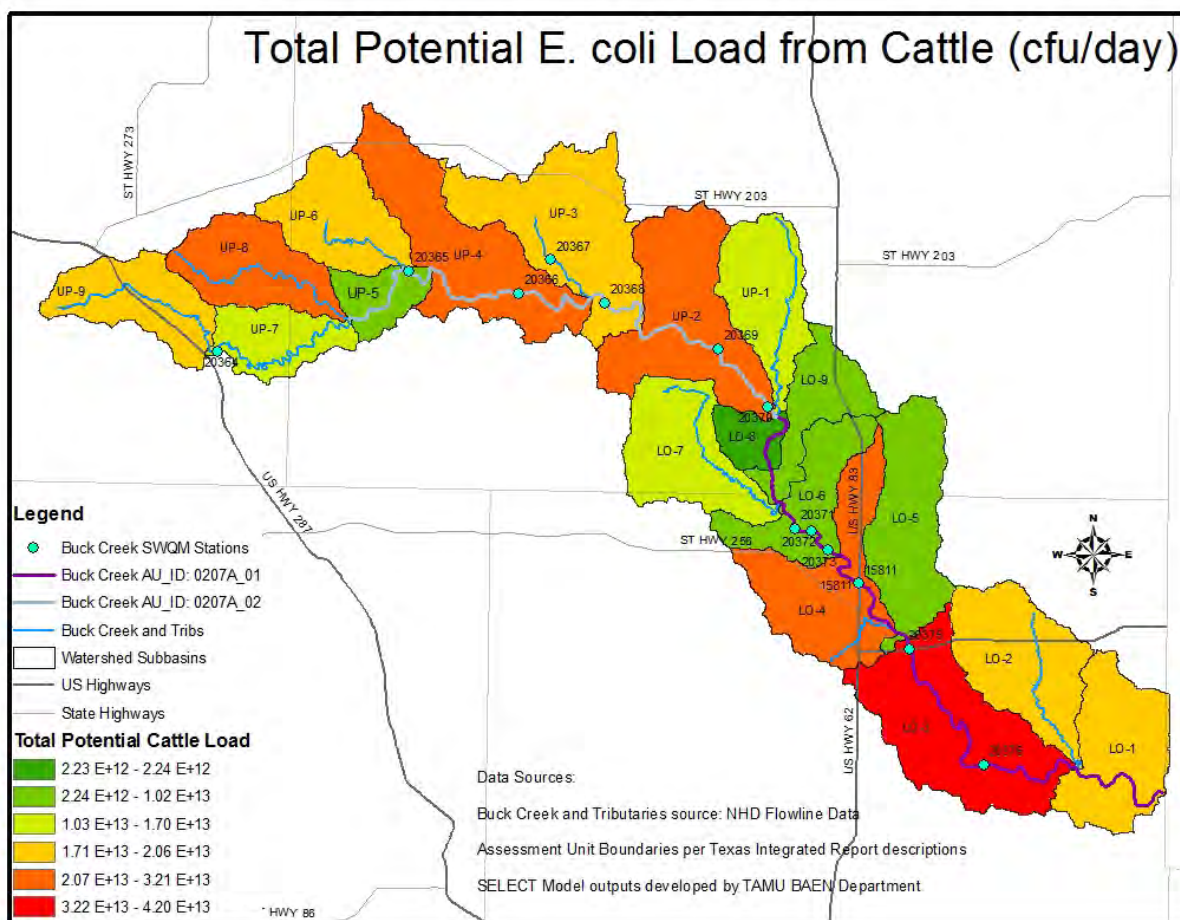 Total Potential E. coli Load from Cattle (cfu/day)
ST HWY 273
ST HWY 203
ST HWY 203
UP-6
UP-3
UP-8
20367
UP-4
20365
UP-9
UP-5
20366
20368
UP-1
UP-2
UP-7
20369
20364
LO-9
20370
LO-8
LO-7
US HWY 83
LO-6
LO-5
US HWY 287
20371
ST HWY 256
20372
20373
15811
15811
LO-4
LO-2
LO-3
LO-1
US HWY 62
HWY 86
N
W
E
S
Legend
Buck Creek SWQM Stations
Buck Creek AU_ID: 0207A_01
Buck Creek AU_ID: 0207A_02
Buck Creek and Tribs
Watershed Subbasins
US Highways
State Highways
Total Potential Cattle Load
2.23 E+12 - 2.24 E+12
2.24 E+12 - 1.02 E+13
1.03 E+13 - 1.70 E+13
1.71 E+13 - 2.06 E+13
2.07 E+13 - 3.21 E+13
3.22 E+13 - 4.20 E+13
Data Sources:
Buck Creek and Tributaries source: NHD Flowline Data
Assessment Unit Boundaries per Texas Integrated Report descriptions
SELECT Model outputs developed by TAMU BAEN Department